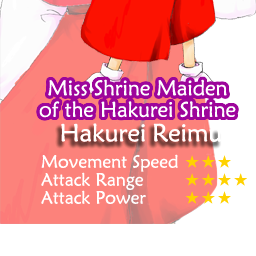 Miss Shrine Maiden
of the Hakurei Shrine
Hakurei Reimu
Movement Speed ★★★
Attack Range ★★★★
Attack Power ★★★